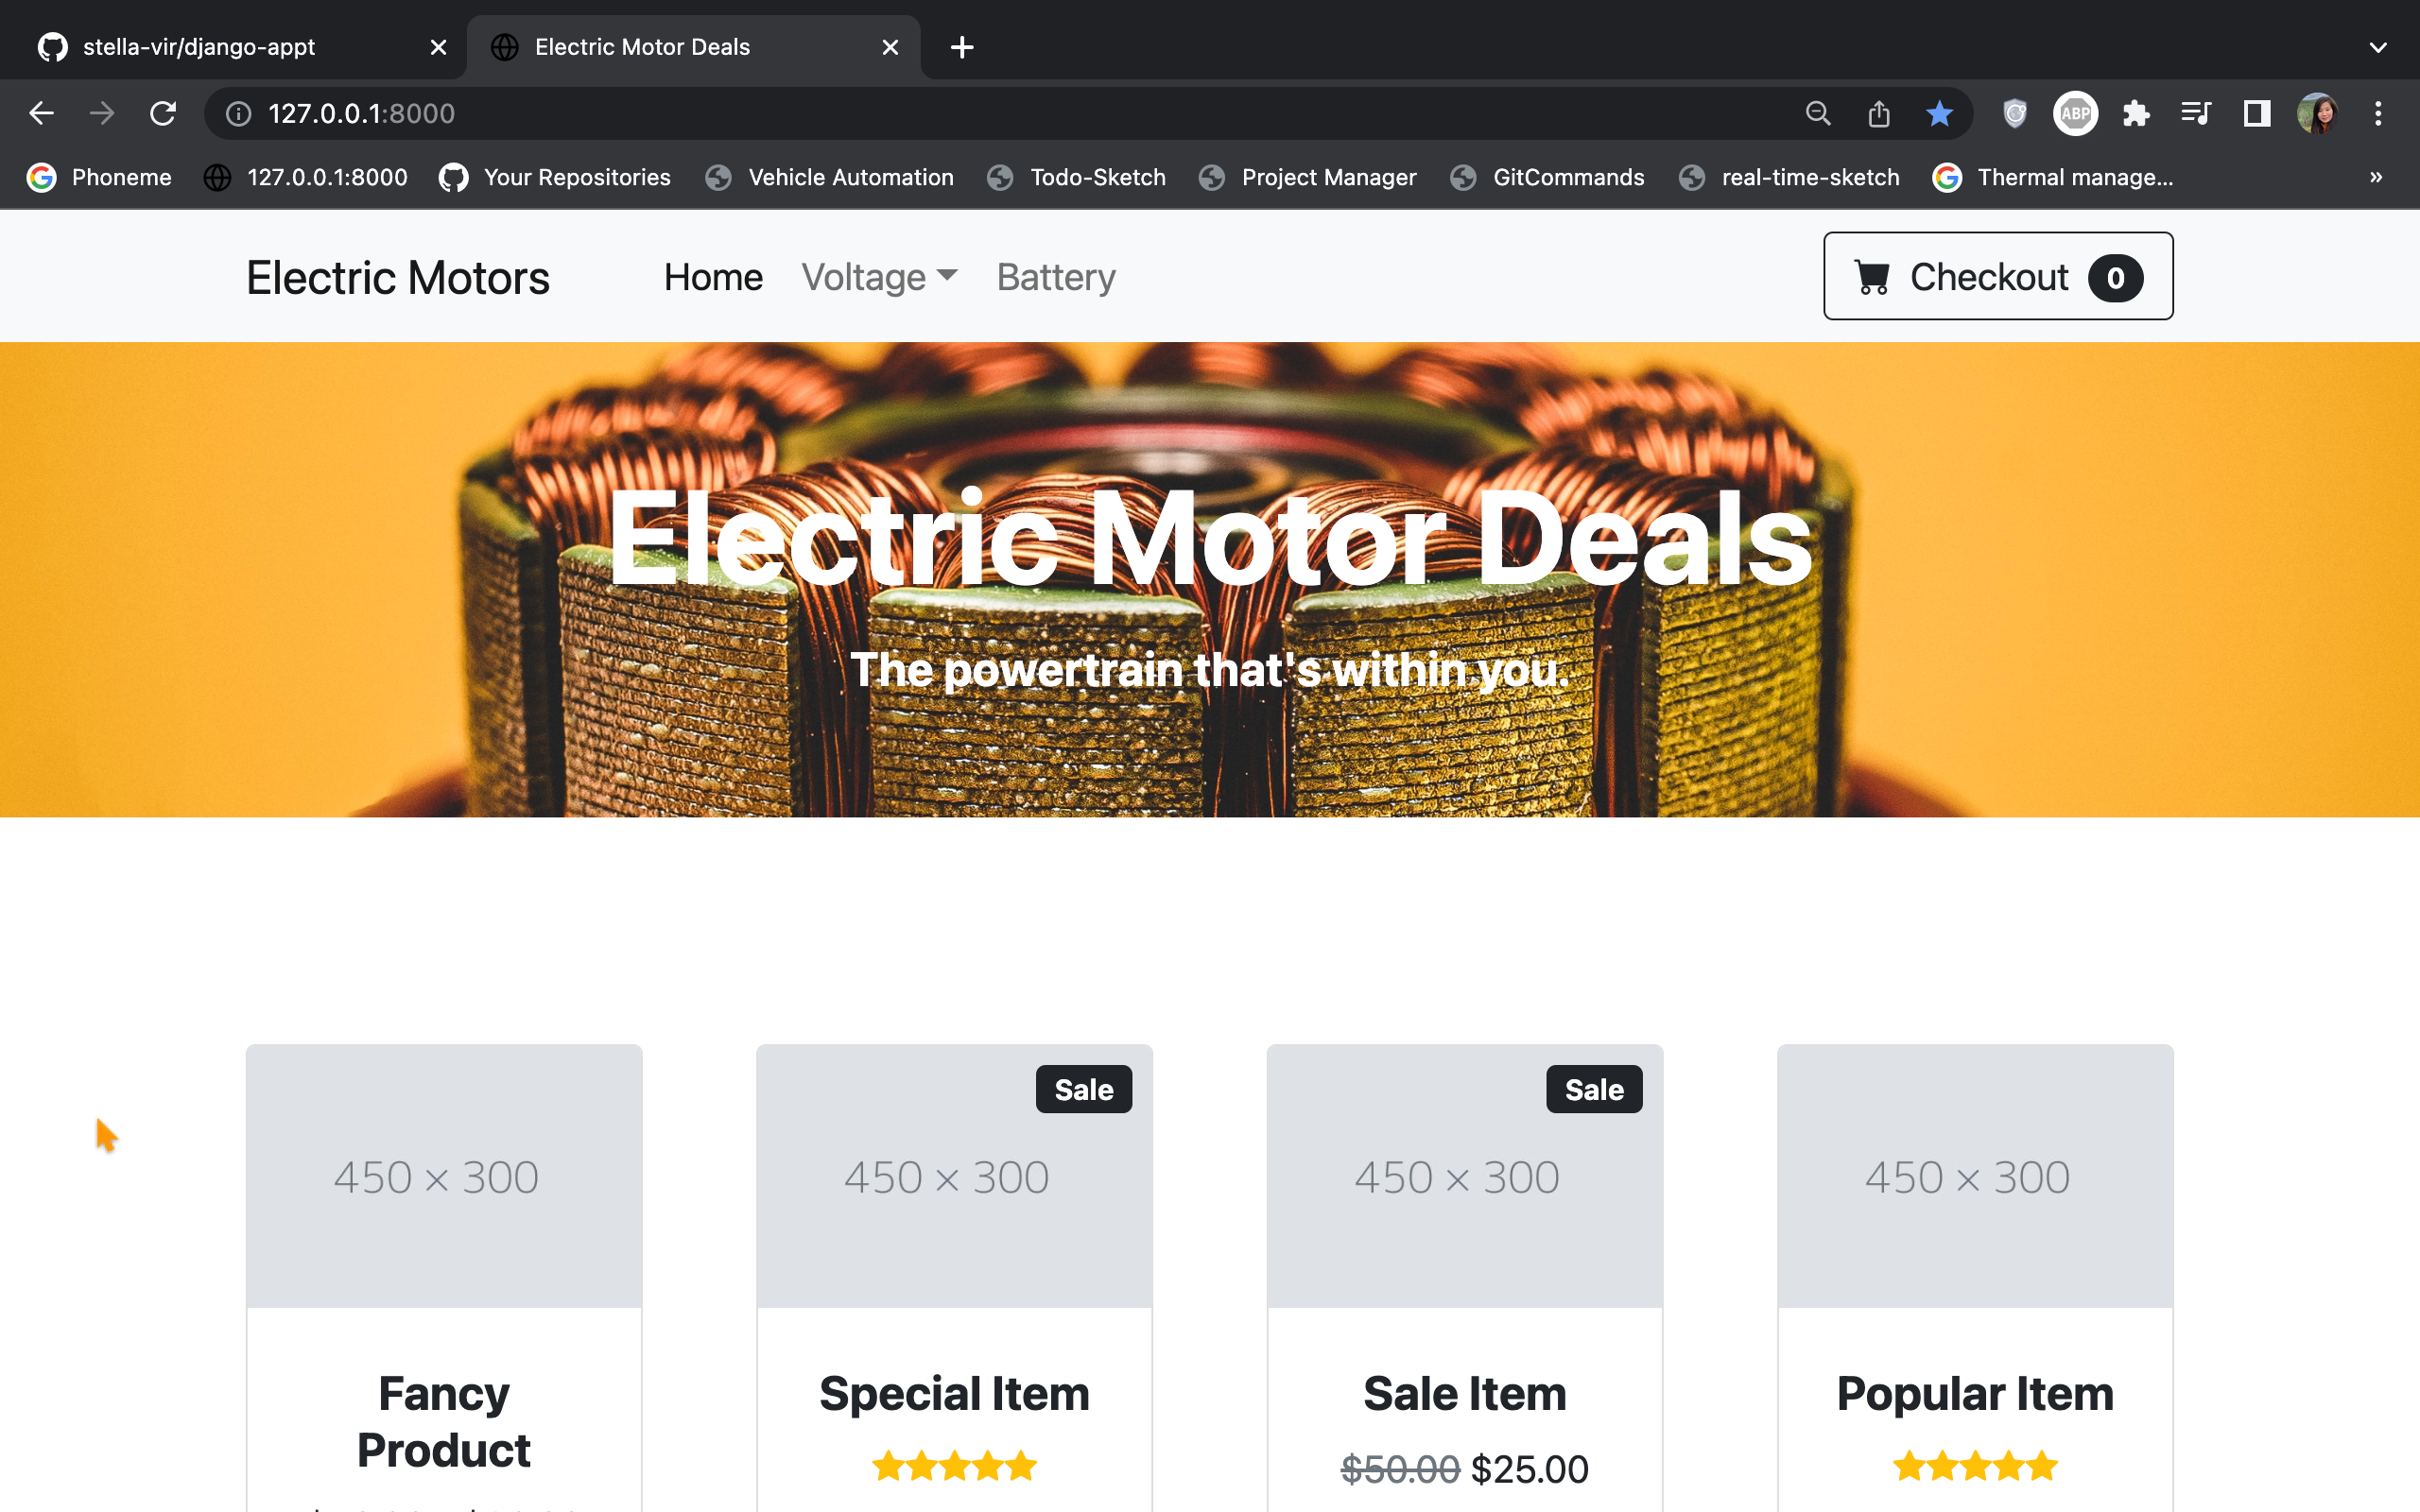 stella-vir/django-appt
Electric Motor Deals
127.0.0.1:8000
ABP
Phoneme
127.0.0.1:8000
Your Repositories
Vehicle Automation
Todo-Sketch
Project Manager
GitCommands
real-time-sketch
Thermal manage...
»
Electric Motors
Home
Voltage
Battery
Checkout 0
Electric Motor Deals
The powertrain that's within you.
450 × 300
Sale
450 × 300
Sale
450 × 300
450 × 300
Fancy
Product
Special Item
Sale Item
$50.00 $25.00
Popular Item